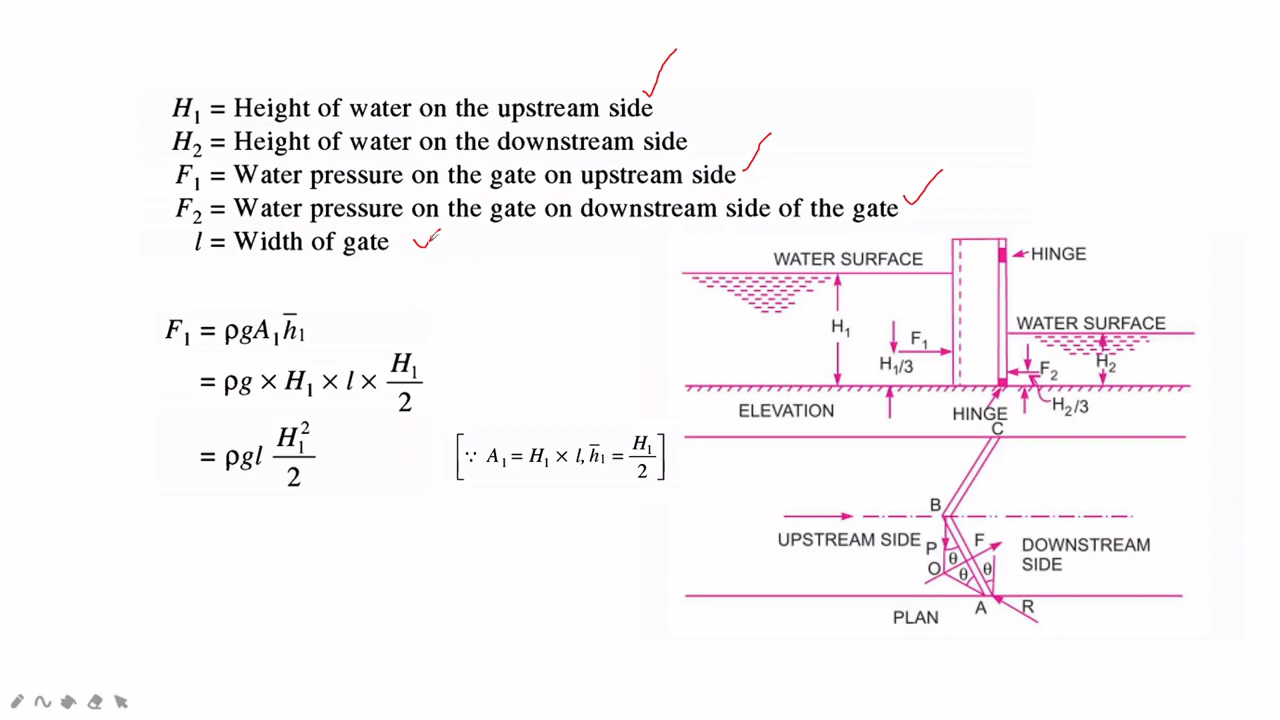 H₁ = Height of water on the upstream side
H₂ = Height of water on the downstream side
F₁ = Water pressure on the gate on upstream side
F₂ = Water pressure on the gate on downstream side of the gate
l = Width of gate
F₁ = ρgA₁h̄₁
= ρg × H₁ × l × H₁/2
= ρgl H₁²/2
[∵ A₁ = H₁ × l, h̄₁ = H₁/2]
WATER SURFACE
HINGE
H₁
F₁
H₁/3
WATER SURFACE
H₂
F₂
H₂/3
ELEVATION
HINGE
C
B
UPSTREAM SIDE
P
F
θ
O
θ
θ
DOWNSTREAM
SIDE
A
R
PLAN